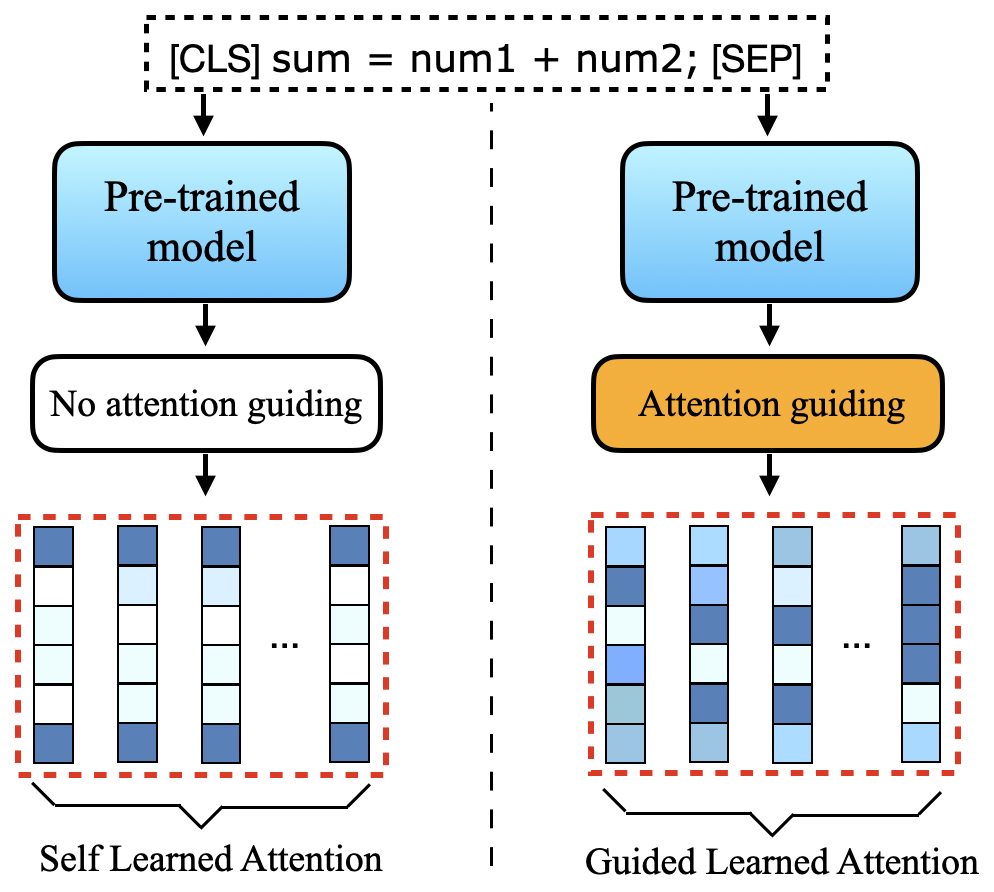 [CLS] sum = num1 + num2; [SEP]
Pre-trained
model
No attention guiding
...
Self Learned Attention
Pre-trained
model
Attention guiding
...
Guided Learned Attention